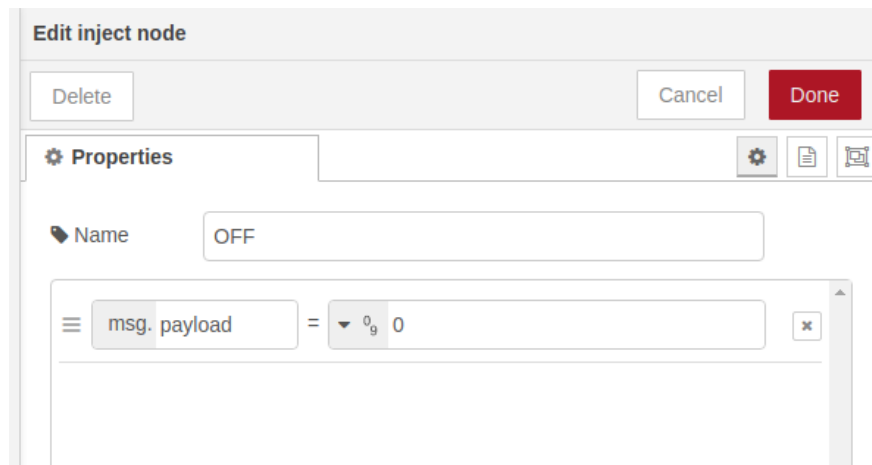 Edit inject node
Delete Cancel Done
Properties
Name OFF
msg. payload = 0 9 0